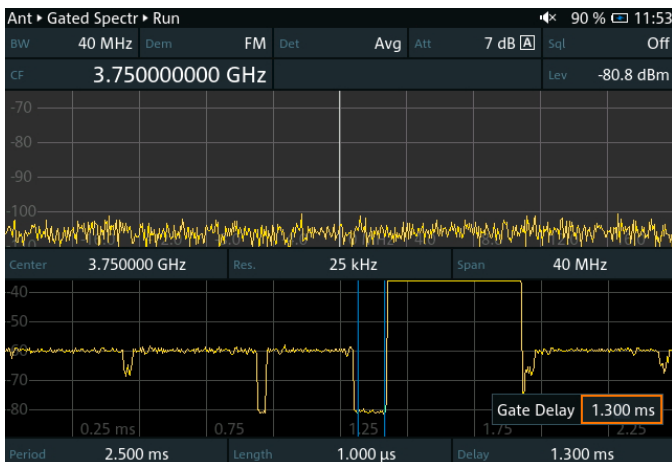 Ant ▸ Gated Spectr ▸ Run 90 % 11:53
BW 40 MHz Dem FM Det Avg Att 7 dB A Sql Off
CF 3.750000000 GHz Lev -80.8 dBm
-70
-80
-90
-100
Center 3.750000 GHz Res. 25 kHz Span 40 MHz
-40
-50
-60
-70
-80
Gate Delay 1.300 ms
0.25 ms 0.75 1.25 1.75 2.25
Period 2.500 ms Length 1.000 µs Delay 1.300 ms